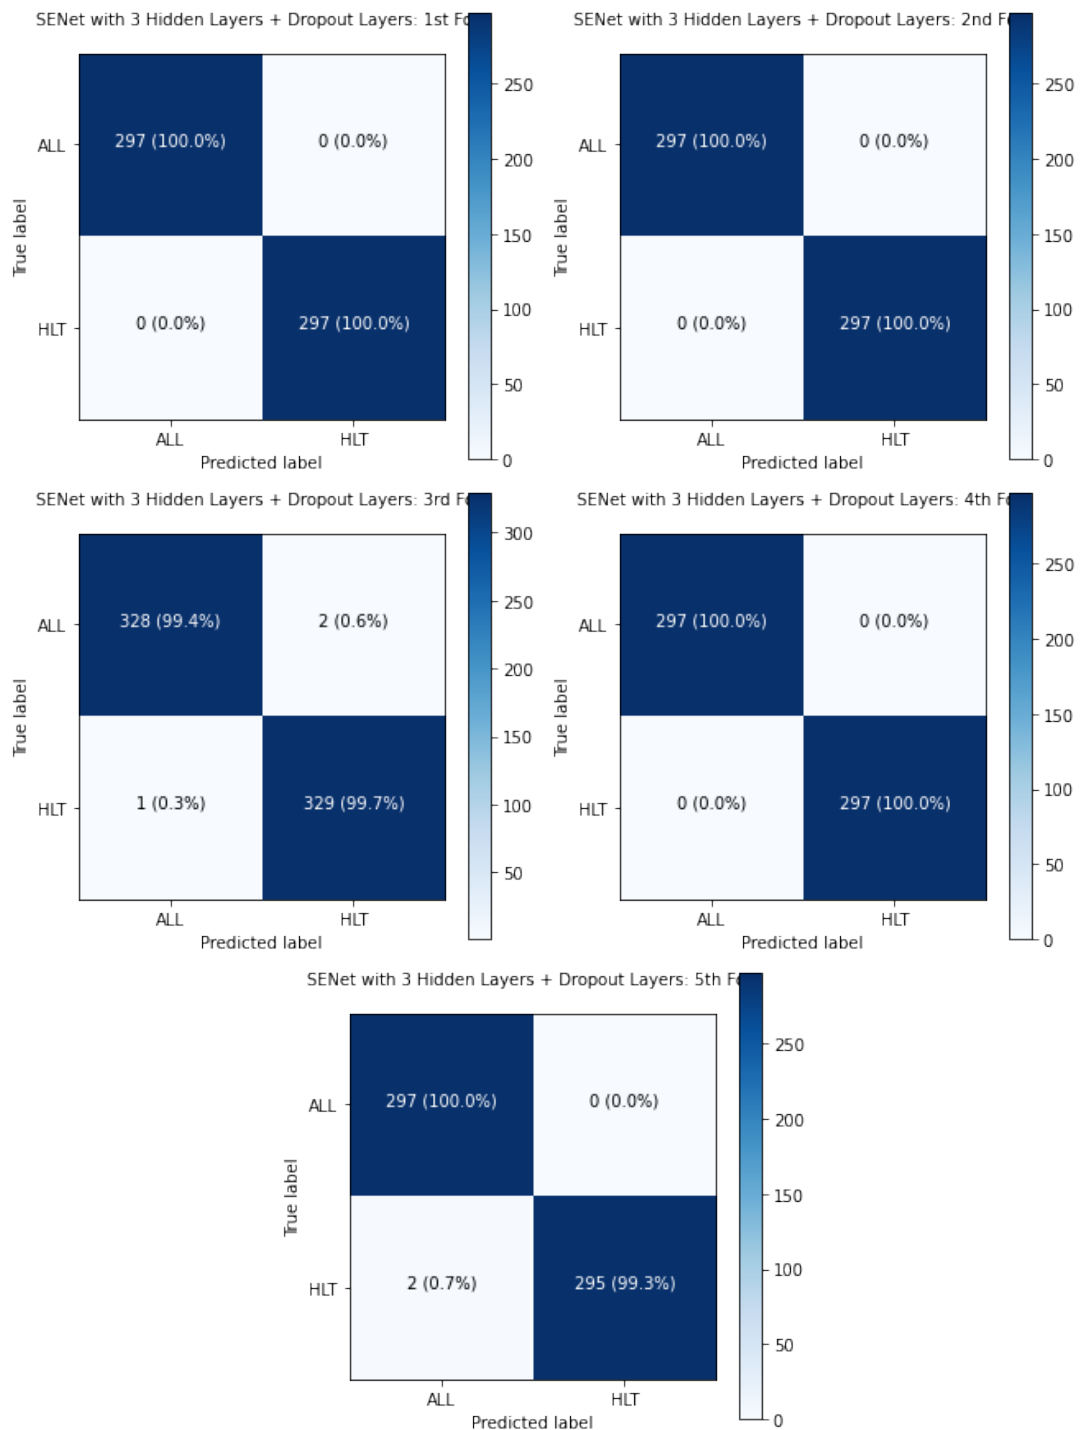 SENet with 3 Hidden Layers + Dropout Layers: 1st Fo
ALL
297 (100.0%)
0 (0.0%)
HLT
0 (0.0%)
297 (100.0%)
True label
ALL
HLT
Predicted label
250
200
150
100
50
0
SENet with 3 Hidden Layers + Dropout Layers: 2nd Fo
ALL
297 (100.0%)
0 (0.0%)
HLT
0 (0.0%)
297 (100.0%)
True label
ALL
HLT
Predicted label
250
200
150
100
50
0
SENet with 3 Hidden Layers + Dropout Layers: 3rd Fo
ALL
328 (99.4%)
2 (0.6%)
HLT
1 (0.3%)
329 (99.7%)
True label
ALL
HLT
Predicted label
300
250
200
150
100
50
SENet with 3 Hidden Layers + Dropout Layers: 4th Fo
ALL
297 (100.0%)
0 (0.0%)
HLT
0 (0.0%)
297 (100.0%)
True label
ALL
HLT
Predicted label
250
200
150
100
50
0
SENet with 3 Hidden Layers + Dropout Layers: 5th Fo
ALL
297 (100.0%)
0 (0.0%)
HLT
2 (0.7%)
295 (99.3%)
True label
ALL
HLT
Predicted label
250
200
150
100
50
0